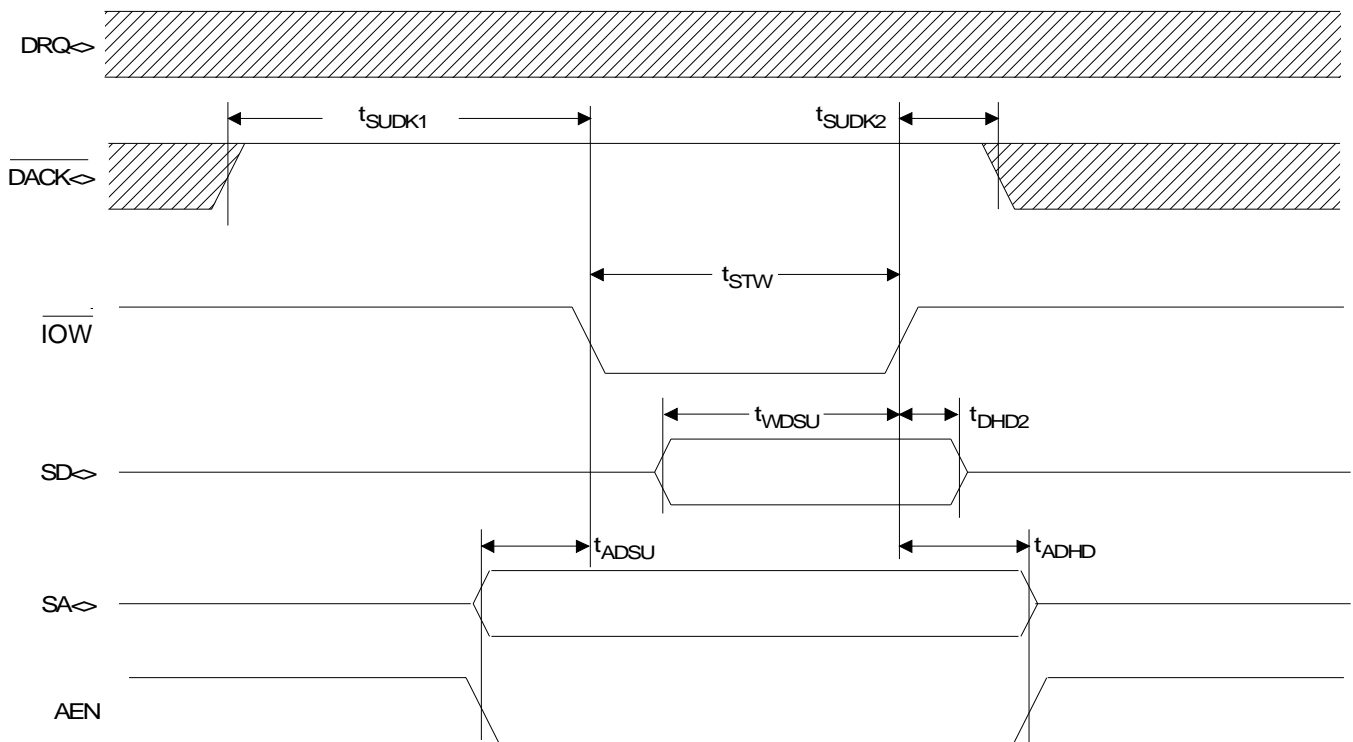 DRQ<>
tSUDK1
tSUDK2
DACK<>
tSTW
IOW
tWDSU
tDHD2
SD<>
tADSU
tADHD
SA<>
AEN